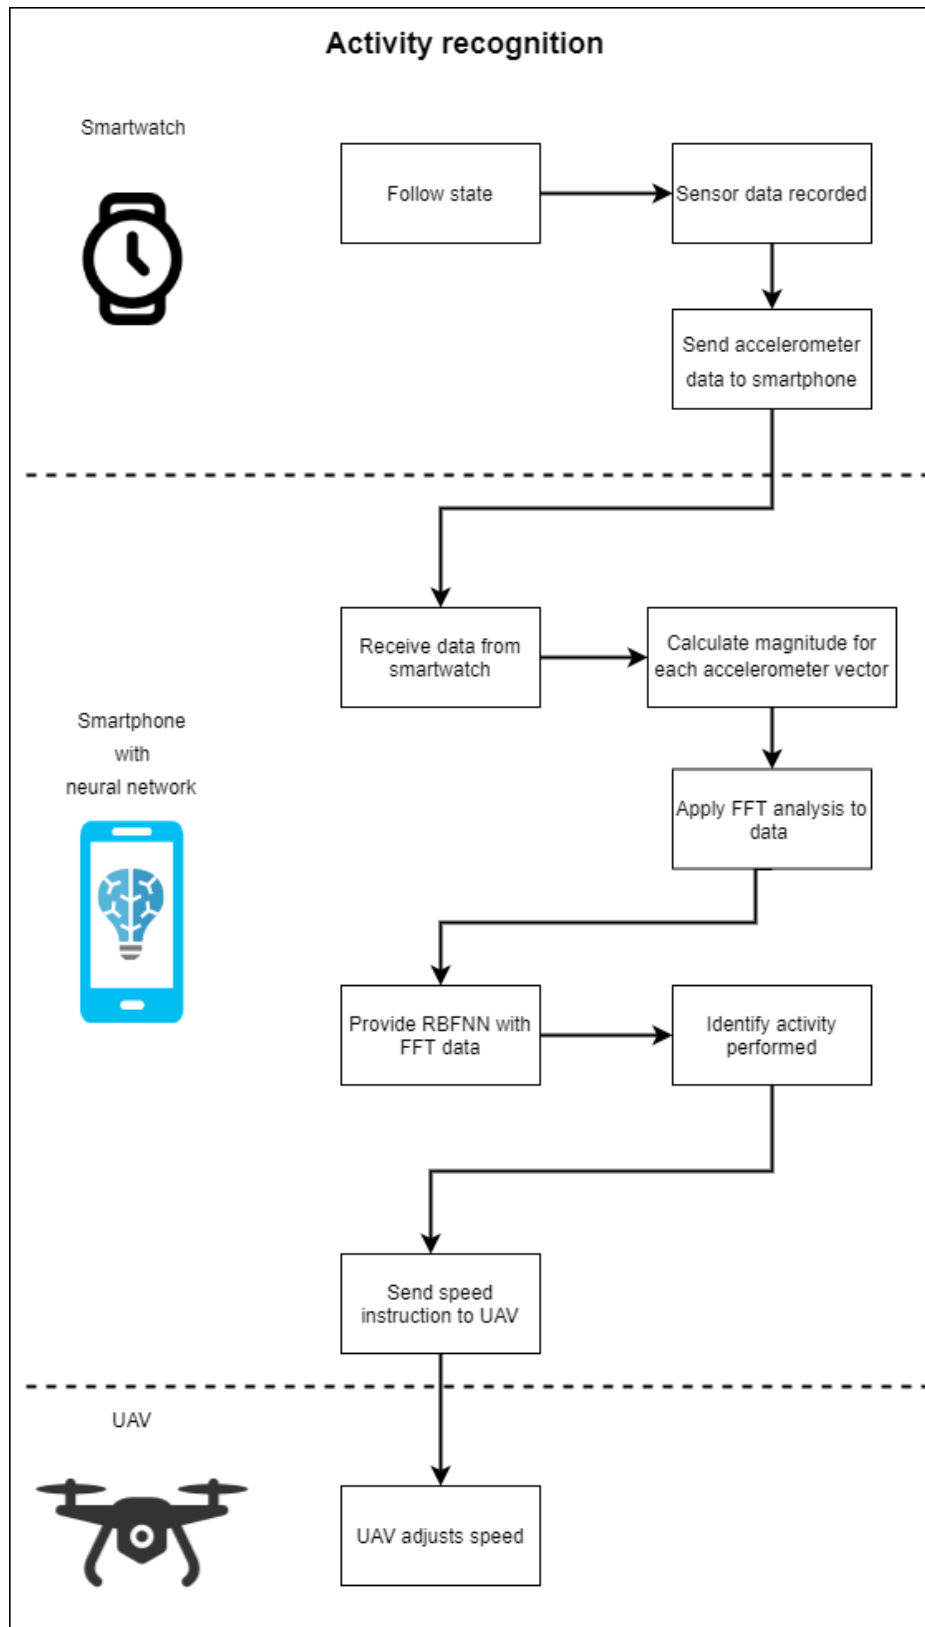 Activity recognition
Smartwatch
Follow state
Sensor data recorded
Send accelerometer
data to smartphone
Receive data from
smartwatch
Calculate magnitude for
each accelerometer vector
Smartphone
with
neural network
Apply FFT analysis to
data
Provide RBFNN with
FFT data
Identify activity
performed
Send speed
instruction to UAV
UAV
UAV adjusts speed